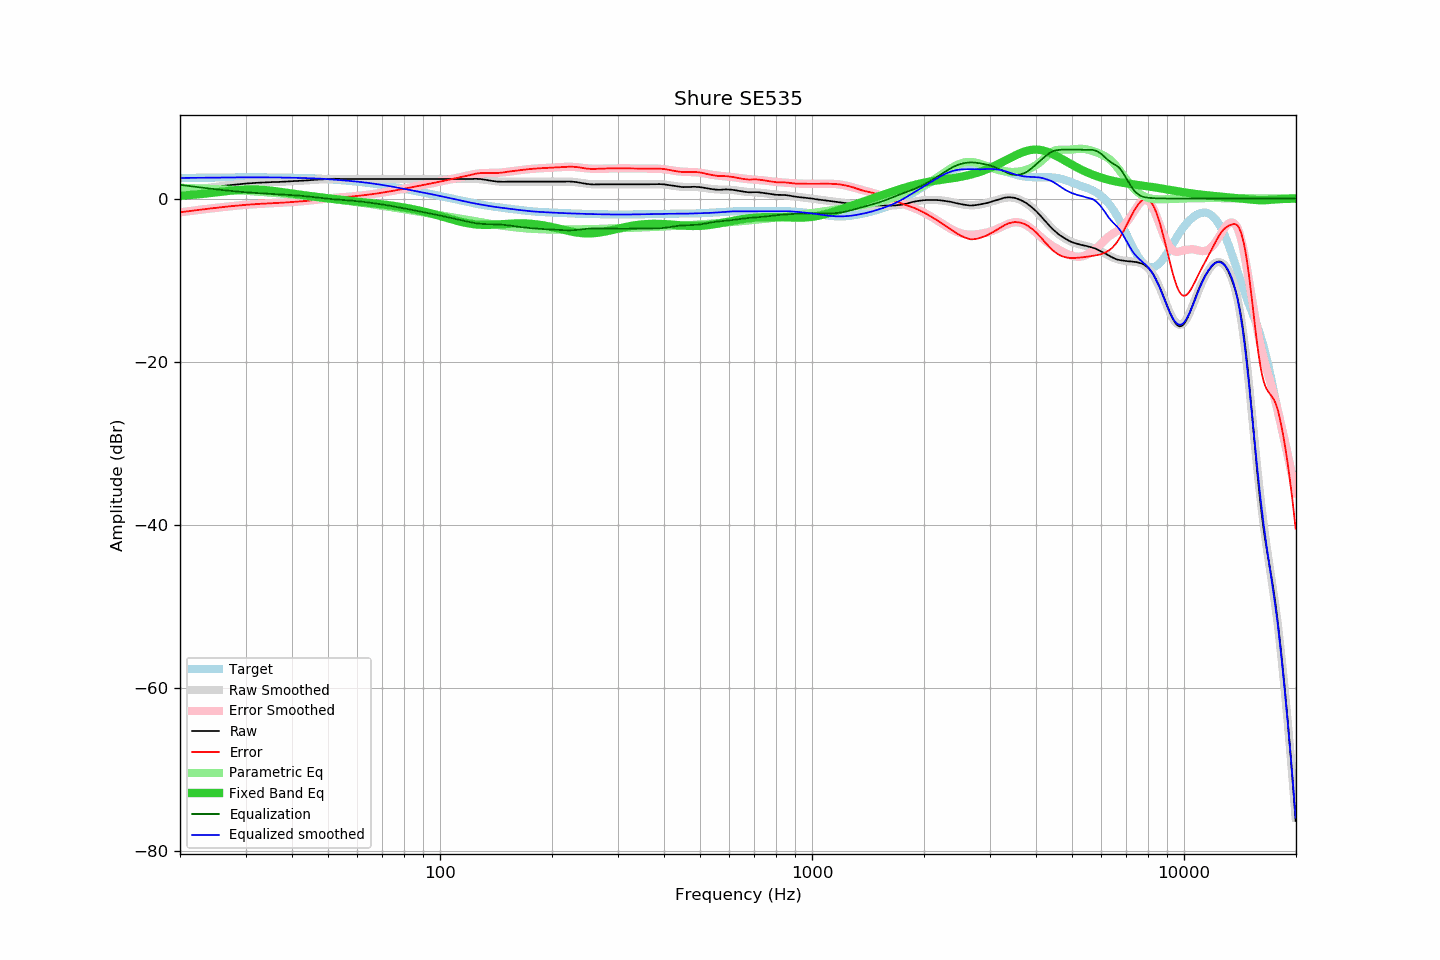 Shure SE535
Amplitude (dBr)
0
−20
−40
−60
−80
Target
Raw Smoothed
Error Smoothed
Raw
Error
Parametric Eq
Fixed Band Eq
Equalization
Equalized smoothed
100
1000
10000
Frequency (Hz)